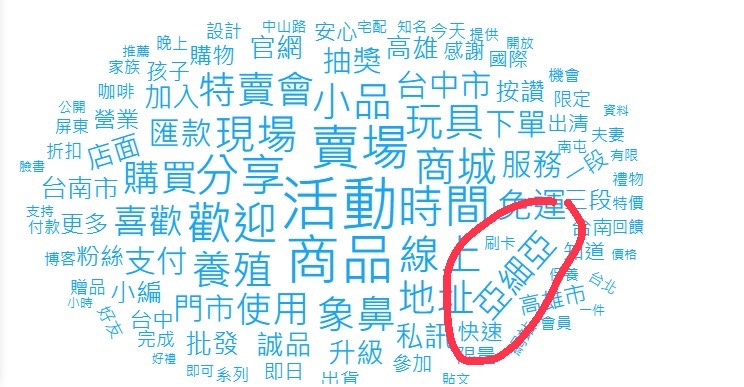 設計 中山路 安心 宅配 知名 今天 提供
推薦 晚上 購物 官網 抽獎 高雄 感謝 開放
家族 孩子 特賣會 小品 台中市 國際
咖啡 加入 按讚 機會 限定
公開 營業 匯款 現場 賣場 玩具 下單 出清 資料
屏東 夫妻
折扣 店面 購買 分享 商城 服務 南屯 一段 有限
臉書 台南市 活動 時間 免運 三段 禮物 特價
支持 付款 更多 喜歡 歡迎 台南 回饋
博客 粉絲 支付 養殖 商品 線上 刷卡 亞細亞 知道 價格
贈品 小編 地址 保養 台北
小時 好友 台中 門市 使用 象鼻 高雄市 一件
完成 批發 誠品 私訊 快速 會員
好禮 升級 參加 限量
即可 系列 即日 出貨 貼文